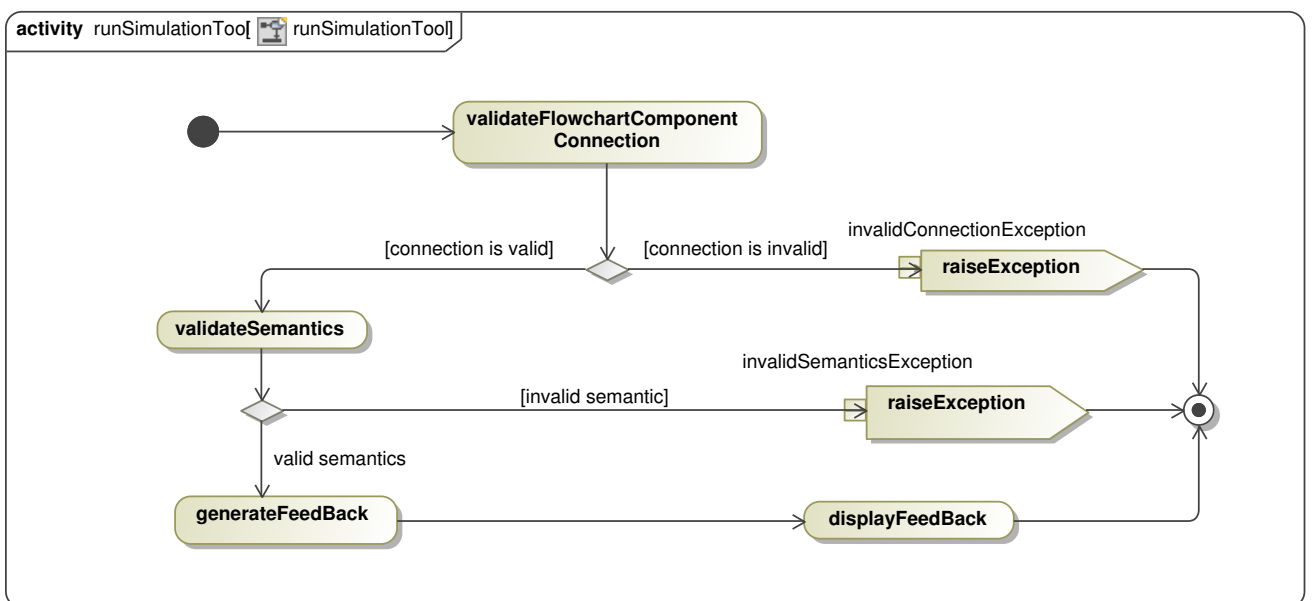 activity runSimulationToo[ runSimulationTool]
validateFlowchartComponent
Connection
invalidConnectionException
[connection is valid]
[connection is invalid]
raiseException
validateSemantics
invalidSemanticsException
[invalid semantic]
raiseException
valid semantics
generateFeedBack
displayFeedBack